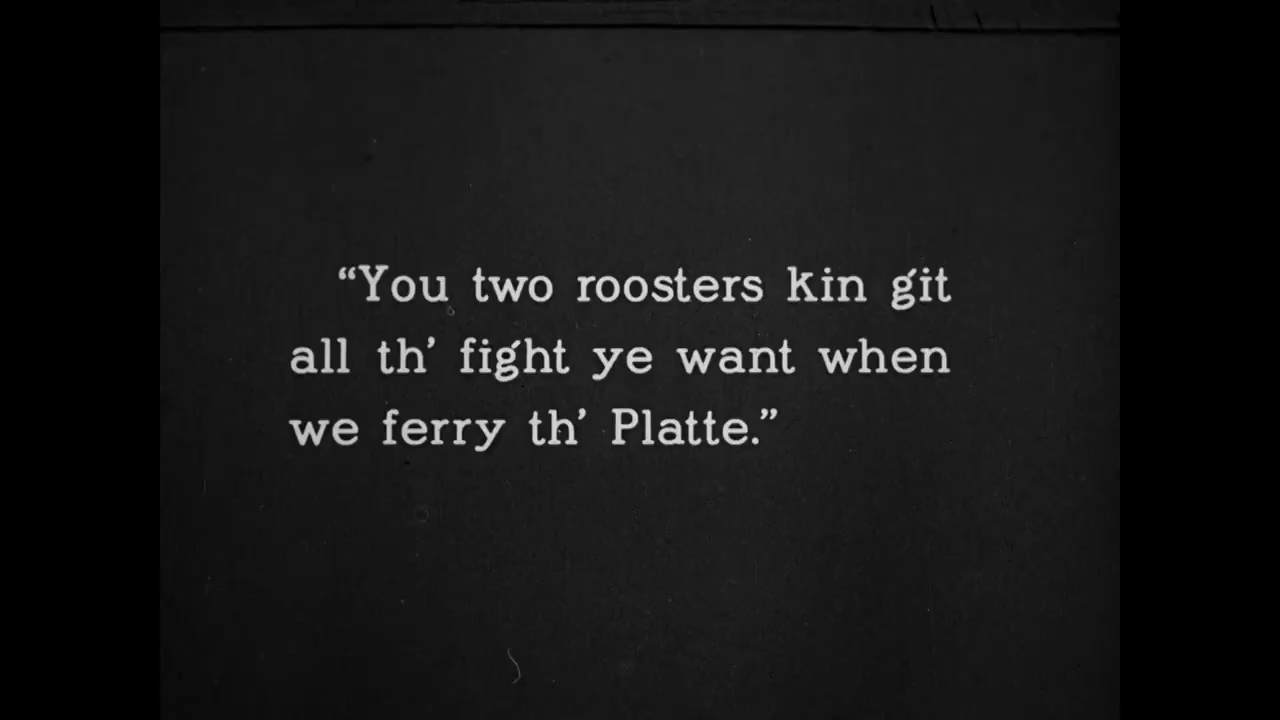 “You two roosters kin git
all th’ fight ye want when
we ferry th’ Platte.”